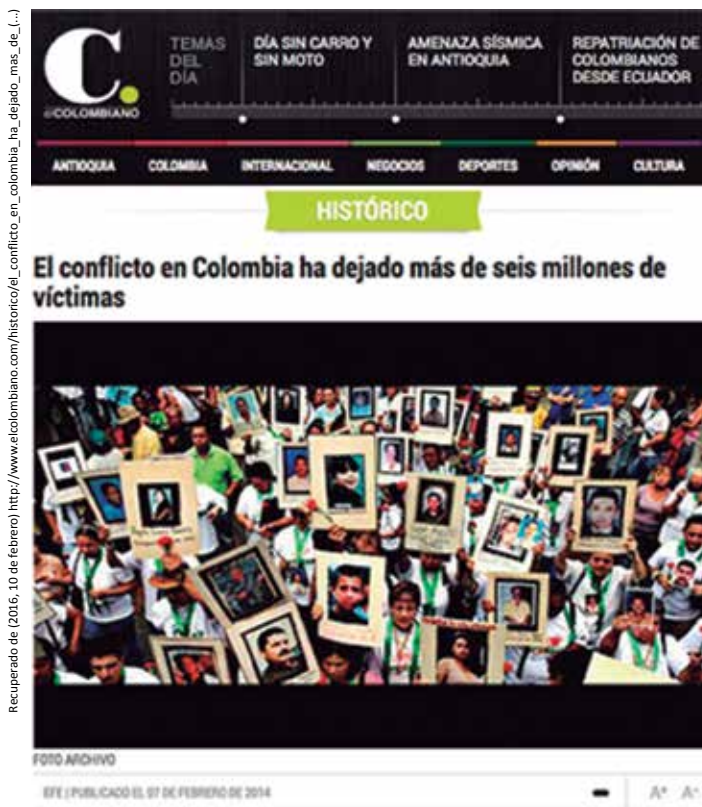 Recuperado de (2016, 10 de febrero) http://www.elcolombiano.com/historico/el_conflicto_en_colombia_ha_dejado_mas_de_(...)
TEMAS
DEL
DÍA
DÍA SIN CARRO Y
SIN MOTO
AMENAZA SÍSMICA
EN ANTIOQUIA
REPATRIACIÓN DE
COLOMBIANOS
DESDE ECUADOR
C.
elCOLOMBIANO
ANTIOQUIA COLOMBIA INTERNACIONAL NEGOCIOS DEPORTES OPINIÓN CULTURA
HISTÓRICO
El conflicto en Colombia ha dejado más de seis millones de
víctimas
FOTO ARCHIVO
EFE | PUBLICADO EL 07 DE FEBRERO DE 2014
A+ A-